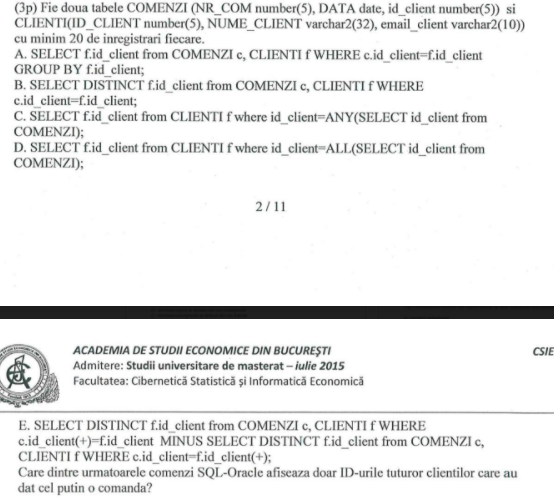 (3p) Fie doua tabele COMENZI (NR_COM number(5), DATA date, id_client number(5)) si
CLIENTI(ID_CLIENT number(5), NUME_CLIENT varchar2(32), email_client varchar2(10))
cu minim 20 de inregistrari fiecare.
A. SELECT f.id_client from COMENZI c, CLIENTI f WHERE c.id_client=f.id_client
GROUP BY f.id_client;
B. SELECT DISTINCT f.id_client from COMENZI c, CLIENTI f WHERE
c.id_client=f.id_client;
C. SELECT f.id_client from CLIENTI f where id_client=ANY(SELECT id_client from
COMENZI);
D. SELECT f.id_client from CLIENTI f where id_client=ALL(SELECT id_client from
COMENZI);
2 / 11
ACADEMIA DE STUDII ECONOMICE DIN BUCUREŞTI
CSIE
Admitere: Studii universitare de masterat – iulie 2015
Facultatea: Cibernetică Statistică şi Informatică Economică
E. SELECT DISTINCT f.id_client from COMENZI c, CLIENTI f WHERE
c.id_client(+)=f.id_client MINUS SELECT DISTINCT f.id_client from COMENZI c,
CLIENTI f WHERE c.id_client=f.id_client(+);
Care dintre urmatoarele comenzi SQL-Oracle afiseaza doar ID-urile tuturor clientilor care au
dat cel putin o comanda?